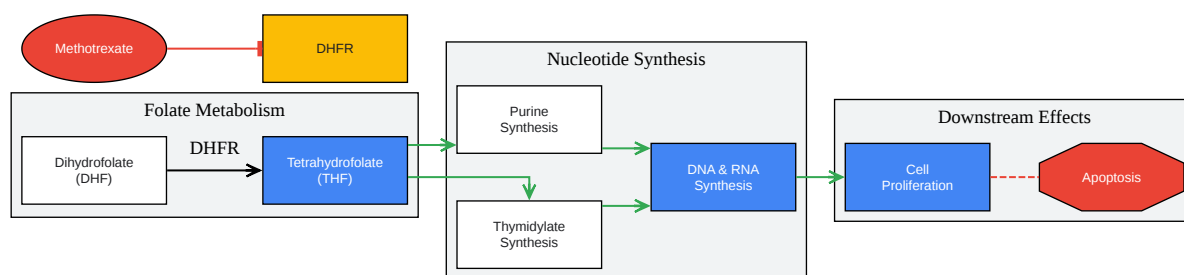 Methotrexate
DHFR
Folate Metabolism
Dihydrofolate
(DHF)
DHFR
Tetrahydrofolate
(THF)
Nucleotide Synthesis
Purine
Synthesis
Thymidylate
Synthesis
DNA & RNA
Synthesis
Downstream Effects
Cell
Proliferation
Apoptosis